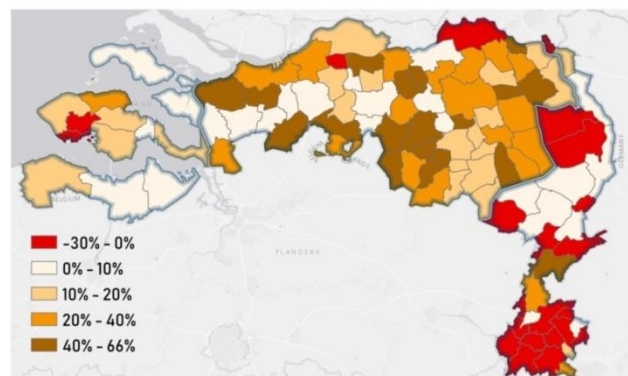 GERMANY
BELGIUM
FLANDERS
-30% - 0%
0% - 10%
10% - 20%
20% - 40%
40% - 66%